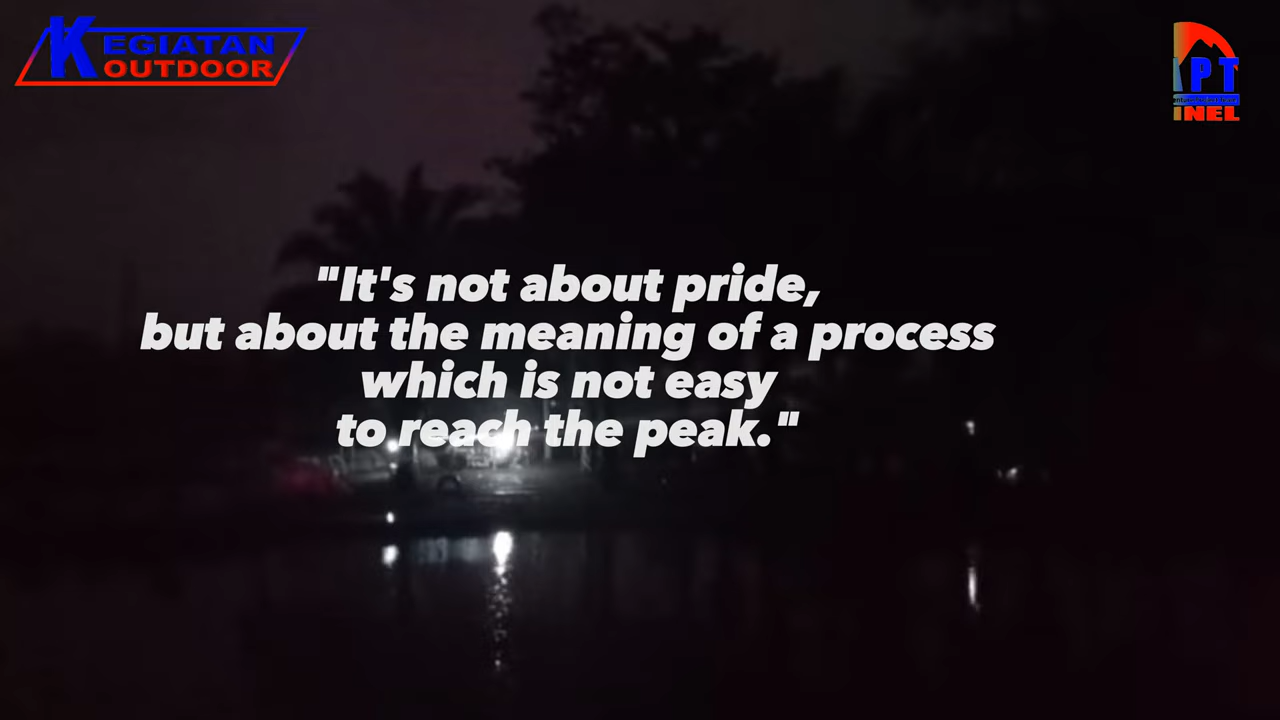 KEGIATAN
OUTDOOR
PT
NEL
"It's not about pride,
but about the meaning of a process
which is not easy
to reach the peak."